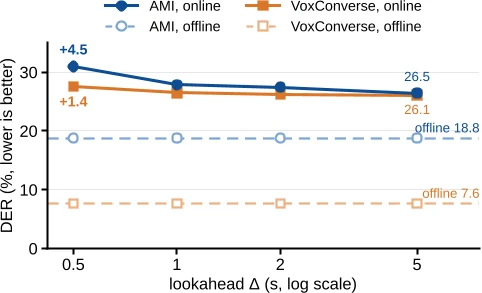 AMI, online
VoxConverse, online
AMI, offline
VoxConverse, offline
DER (%, lower is better)
30
20
10
0
+4.5
+1.4
26.5
26.1
offline 18.8
offline 7.6
0.5
1
2
5
lookahead Δ (s, log scale)